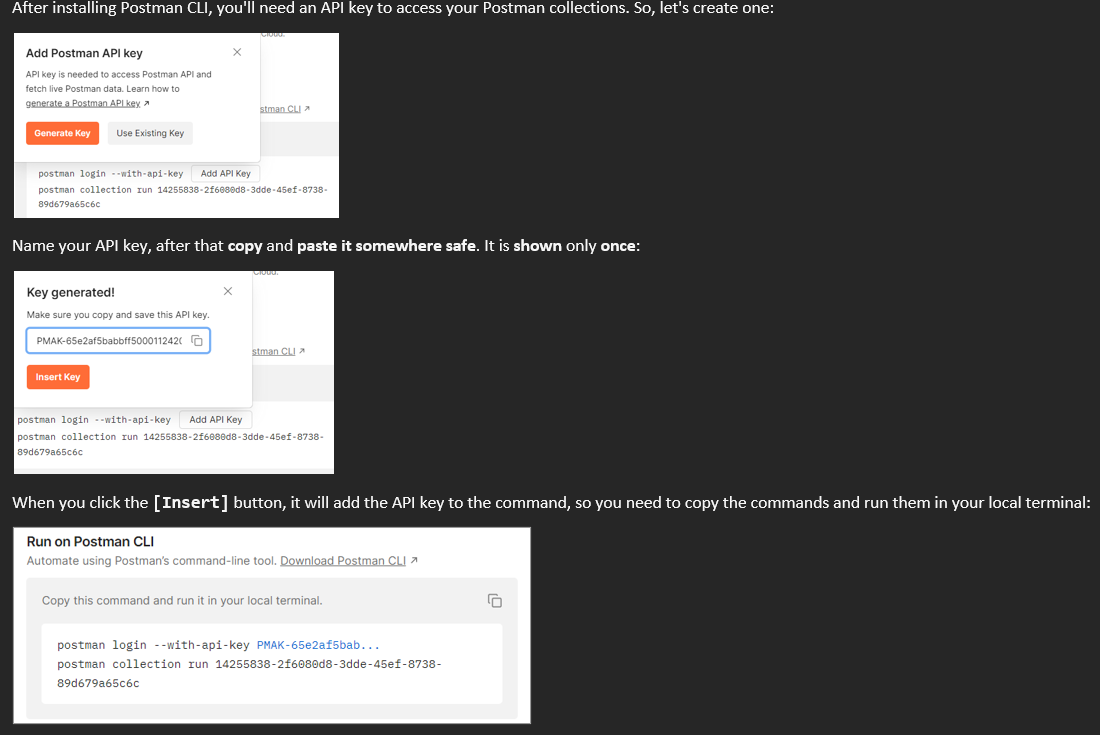 After installing Postman CLI, you'll need an API key to access your Postman collections. So, let's create one:
Cloud.
Add Postman API key
API key is needed to access Postman API and
fetch live Postman data. Learn how to
generate a Postman API key ↗
stman CLI ↗
Generate Key Use Existing Key
postman login --with-api-key Add API Key
postman collection run 14255838-2f6080d8-3dde-45ef-8738-
89d679a65c6c
Name your API key, after that copy and paste it somewhere safe. It is shown only once:
Cloud.
Key generated!
Make sure you copy and save this API key.
PMAK-65e2af5babbff500011242
stman CLI ↗
Insert Key
postman login --with-api-key Add API Key
postman collection run 14255838-2f6080d8-3dde-45ef-8738-
89d679a65c6c
When you click the [Insert] button, it will add the API key to the command, so you need to copy the commands and run them in your local terminal:
Run on Postman CLI
Automate using Postman's command-line tool. Download Postman CLI ↗
Copy this command and run it in your local terminal.
postman login --with-api-key PMAK-65e2af5bab...
postman collection run 14255838-2f6080d8-3dde-45ef-8738-
89d679a65c6c